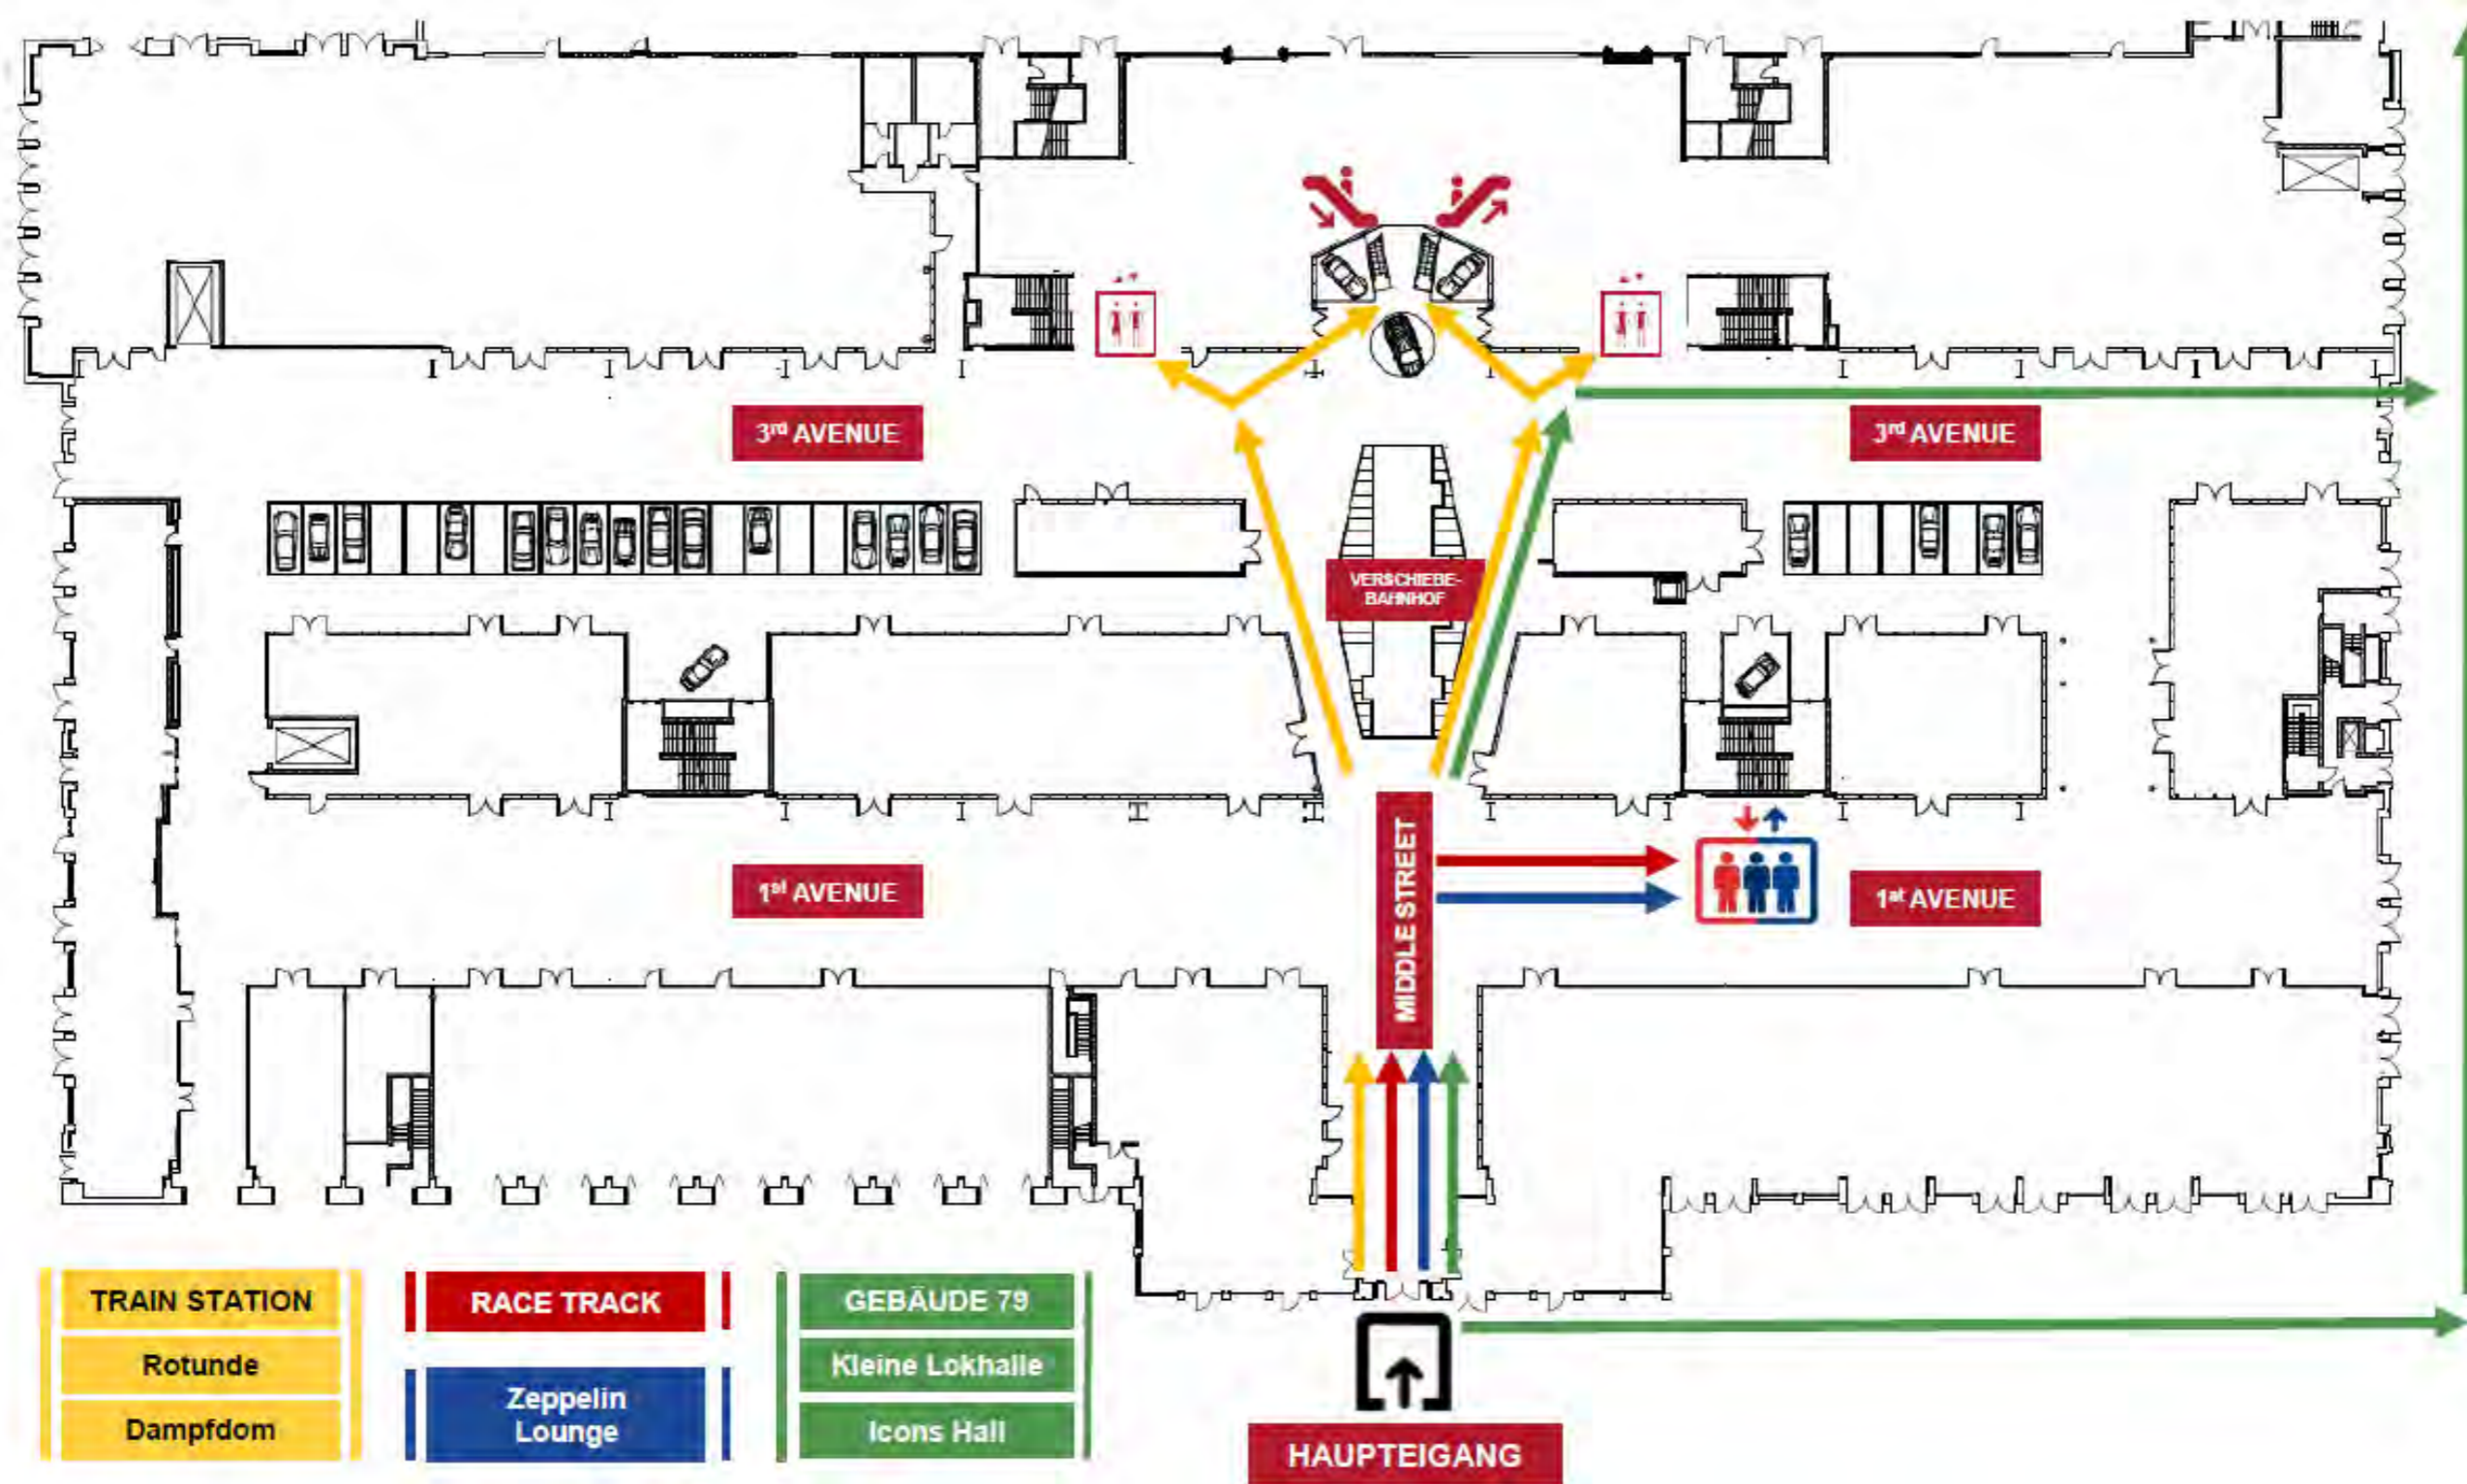 3rd AVENUE
3rd AVENUE
VERSCHIEBE-
BAHNHOF
MIDDLE STREET
1st AVENUE
1st AVENUE
TRAIN STATION
Rotunde
Dampfdom
RACE TRACK
Zeppelin
Lounge
GEBÄUDE 79
Kleine Lokhalle
Icons Hall
HAUPTEIGANG